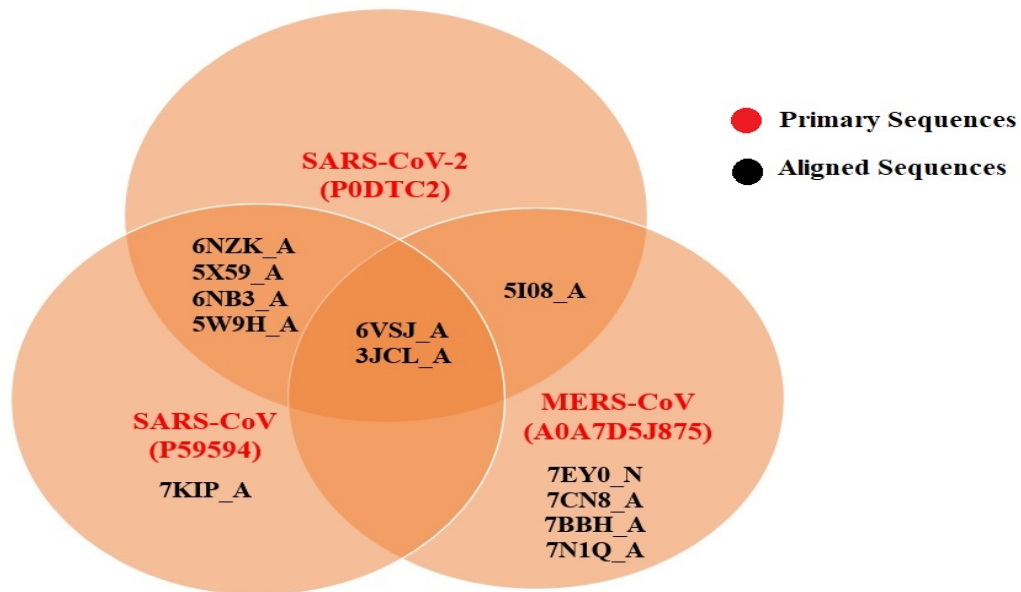 SARS-CoV-2
(P0DTC2)
6NZK_A
5X59_A
6NB3_A
5W9H_A
6VSJ_A
3JCL_A
5I08_A
SARS-CoV
(P59594)
7KIP_A
MERS-CoV
(A0A7D5J875)
7EY0_N
7CN8_A
7BBH_A
7N1Q_A
Primary Sequences
Aligned Sequences